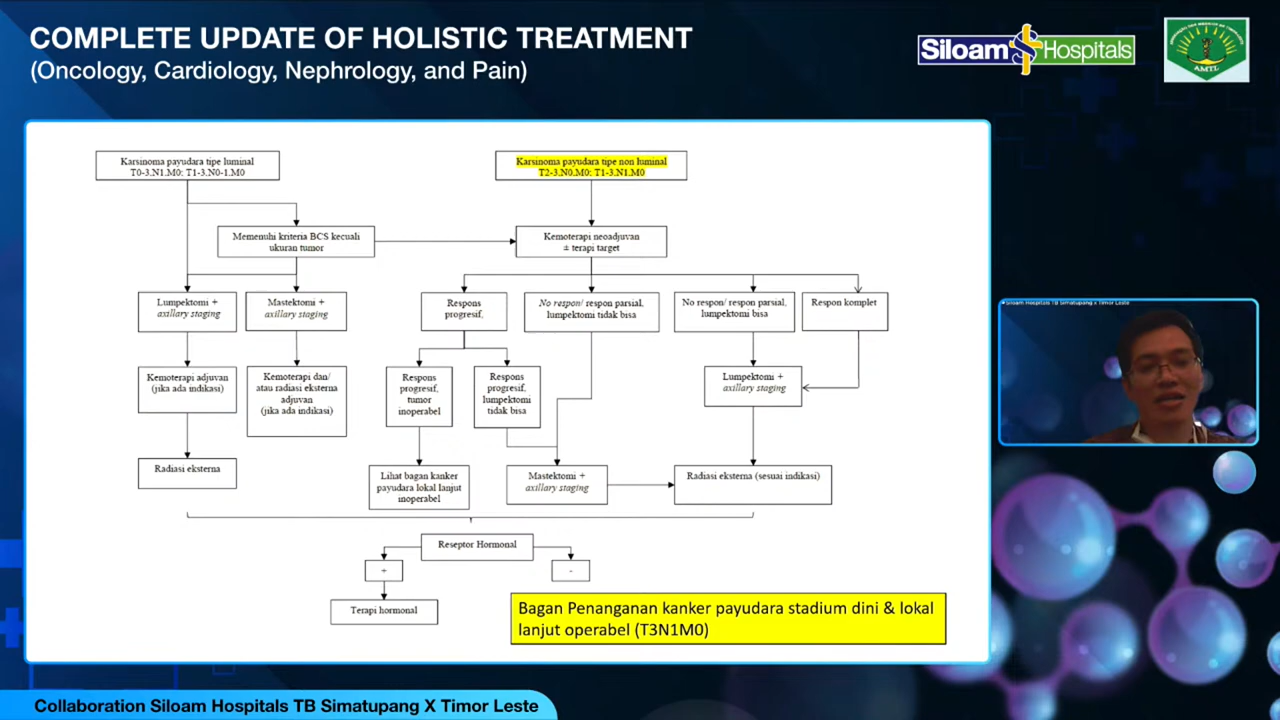 COMPLETE UPDATE OF HOLISTIC TREATMENT
(Oncology, Cardiology, Nephrology, and Pain)
Siloam Hospitals
AMTL
Karsinoma payudara tipe luminal
T0-3.N1.M0; T1-3.N0-1.M0
Karsinoma payudara tipe non luminal
T2-3.N0.M0; T1-3.N1.M0
Memenuhi kriteria BCS kecuali
ukuran tumor
Kemoterapi neoadjuvan
± terapi target
Lumpektomi +
axillary staging
Mastektomi +
axillary staging
Respons
progresif,
No respon/ respon parsial,
lumpektomi tidak bisa
No respon/ respon parsial,
lumpektomi bisa
Respon komplet
Kemoterapi adjuvan
(jika ada indikasi)
Kemoterapi dan/
atau radiasi eksterna
adjuvan
(jika ada indikasi)
Respons
progresif,
tumor
inoperabel
Respons
progresif,
lumpektomi
tidak bisa
Lumpektomi +
axillary staging
Radiasi eksterna
Lihat bagan kanker
payudara lokal lanjut
inoperabel
Mastektomi +
axillary staging
Radiasi eksterna (sesuai indikasi)
Reseptor Hormonal
+
-
Terapi hormonal
Bagan Penanganan kanker payudara stadium dini & lokal
lanjut operabel (T3N1M0)
Siloam Hospitals TB Simatupang X Timor Leste
Collaboration Siloam Hospitals TB Simatupang X Timor Leste